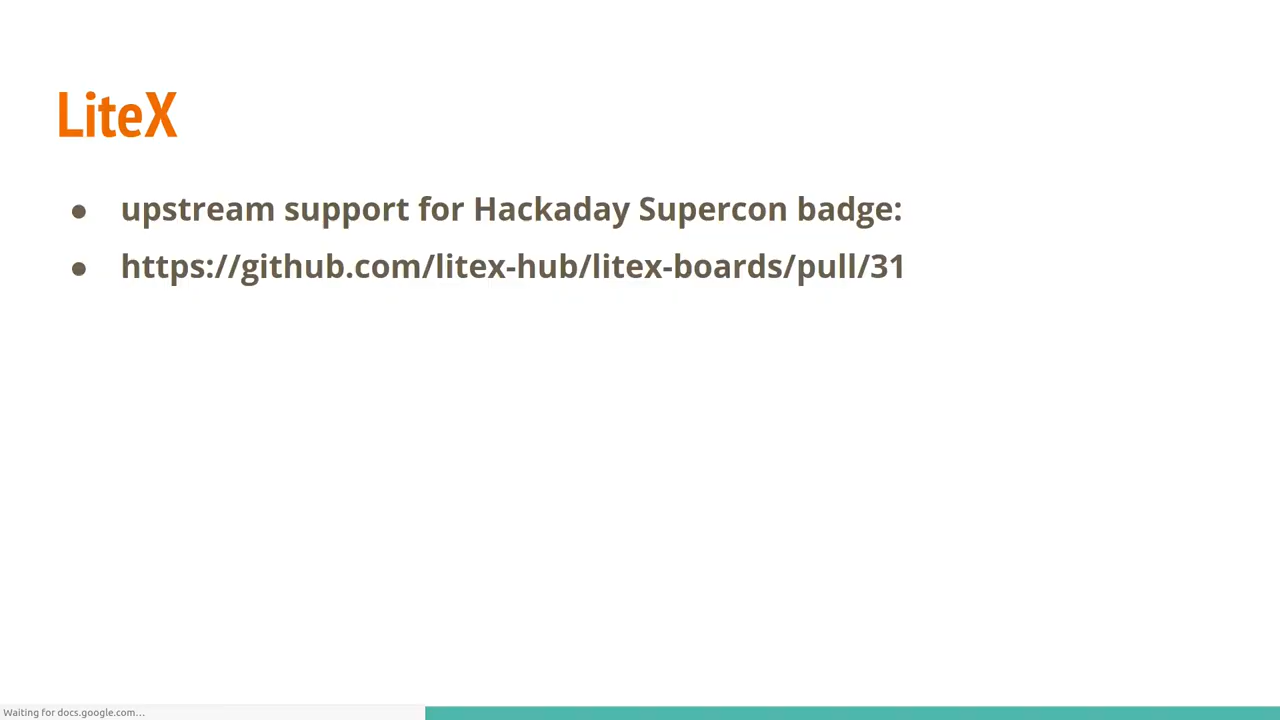 LiteX
● upstream support for Hackaday Supercon badge:
● https://github.com/litex-hub/litex-boards/pull/31
Waiting for docs.google.com...